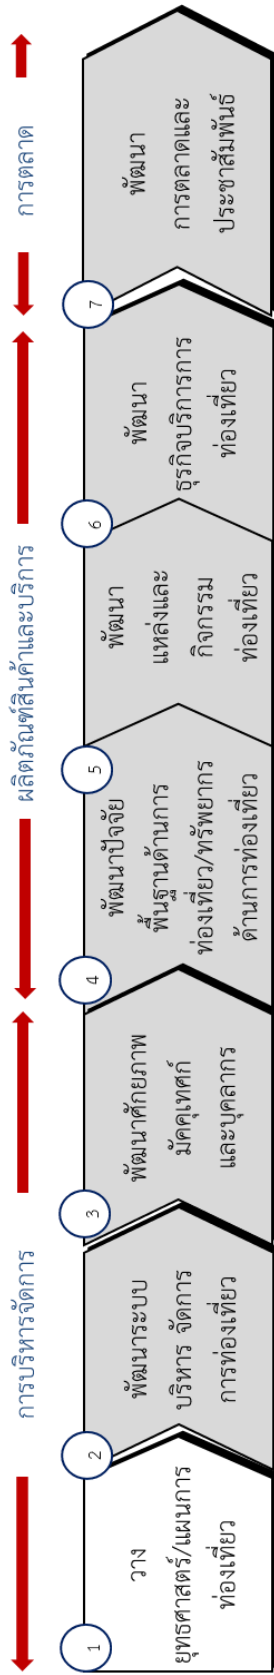 การบริหารจัดการ
ผลิตภัณฑ์สินค้าและบริการ
การตลาด
1
วาง
ยุทธศาสตร์/แผนการ
ท่องเที่ยว
2
พัฒนาระบบ
บริหาร จัดการ
การท่องเที่ยว
3
พัฒนาศักยภาพ
มัคคุเทศก์
และบุคลากร
4
พัฒนาปัจจัย
พื้นฐานด้านการ
ท่องเที่ยว/ทรัพยากร
ด้านการท่องเที่ยว
5
พัฒนา
แหล่งและ
กิจกรรม
ท่องเที่ยว
6
พัฒนา
ธุรกิจบริการการ
ท่องเที่ยว
7
พัฒนา
การตลาดและ
ประชาสัมพันธ์